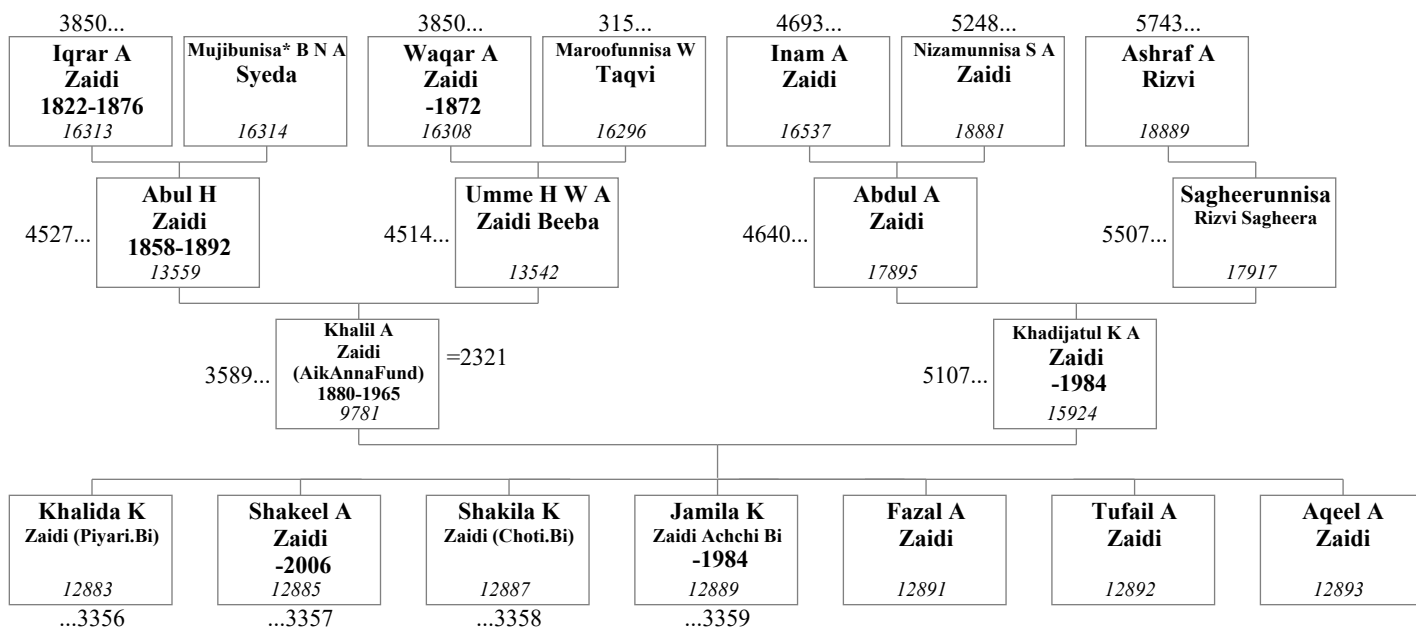 3850... 3850... 315... 4693... 5248... 5743...
Iqrar A
Zaidi
1822-1876
16313
Mujibunisa* B N A
Syeda
16314
Waqar A
Zaidi
-1872
16308
Maroofunnisa W
Taqvi
16296
Inam A
Zaidi
16537
Nizamunnisa S A
Zaidi
18881
Ashraf A
Rizvi
18889
4527...
Abul H
Zaidi
1858-1892
13559
4514...
Umme H W A
Zaidi Beeba
13542
4640...
Abdul A
Zaidi
17895
5507...
Sagheerunnisa
Rizvi Sagheera
17917
3589...
Khalil A
Zaidi
(AikAnnaFund)
1880-1965
9781
=2321
5107...
Khadijatul K A
Zaidi
-1984
15924
Khalida K
Zaidi (Piyari.Bi)
12883
...3356
Shakeel A
Zaidi
-2006
12885
...3357
Shakila K
Zaidi (Choti.Bi)
12887
...3358
Jamila K
Zaidi Achchi Bi
-1984
12889
...3359
Fazal A
Zaidi
12891
Tufail A
Zaidi
12892
Aqeel A
Zaidi
12893